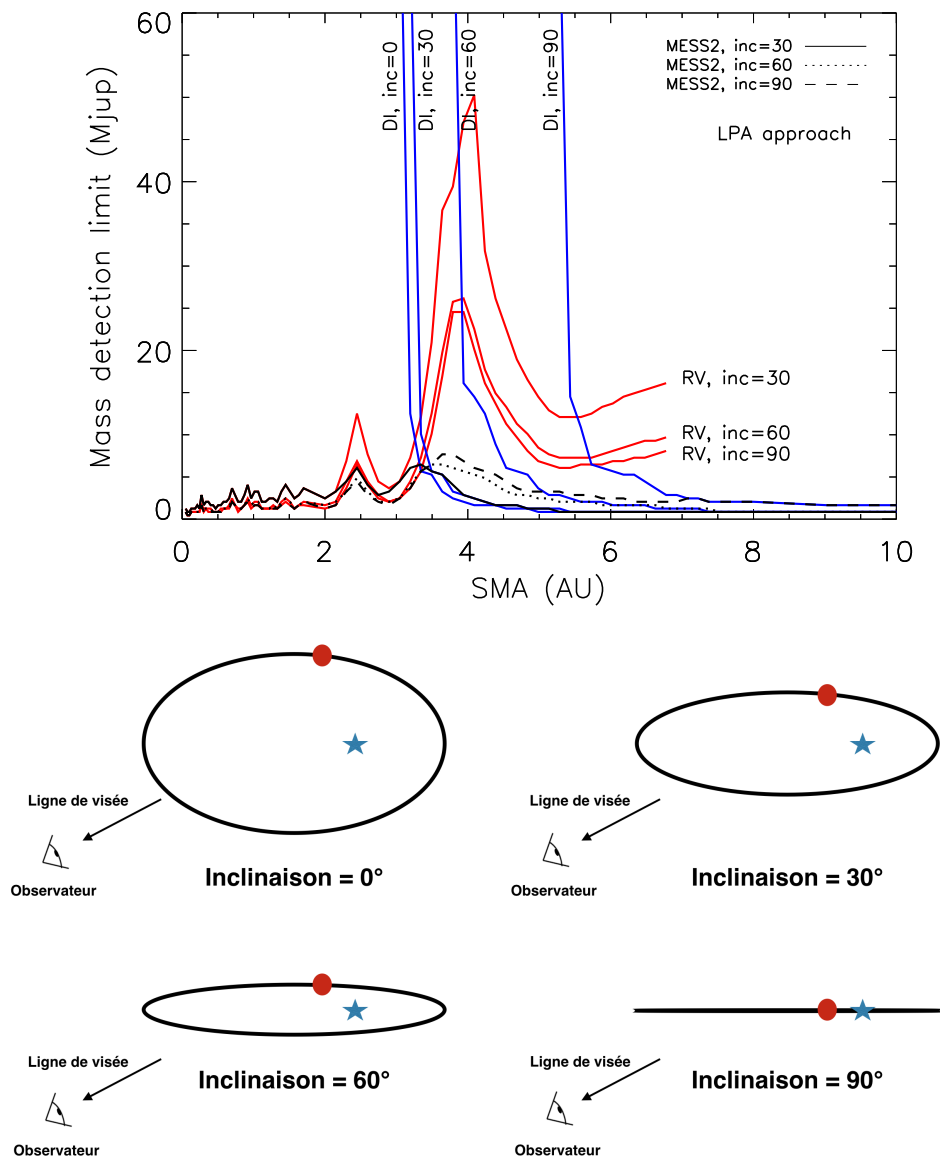 60
40
20
0
Mass detection limit (Mjup)
DI, inc=0
DI, inc=30
DI, inc=60
DI, inc=90
MESS2, inc=30
MESS2, inc=60
MESS2, inc=90
LPA approach
RV, inc=30
RV, inc=60
RV, inc=90
0 2 4 6 8 10
SMA (AU)
Ligne de visée
Observateur
Inclinaison = 0°
Ligne de visée
Observateur
Inclinaison = 30°
Ligne de visée
Observateur
Inclinaison = 60°
Ligne de visée
Observateur
Inclinaison = 90°